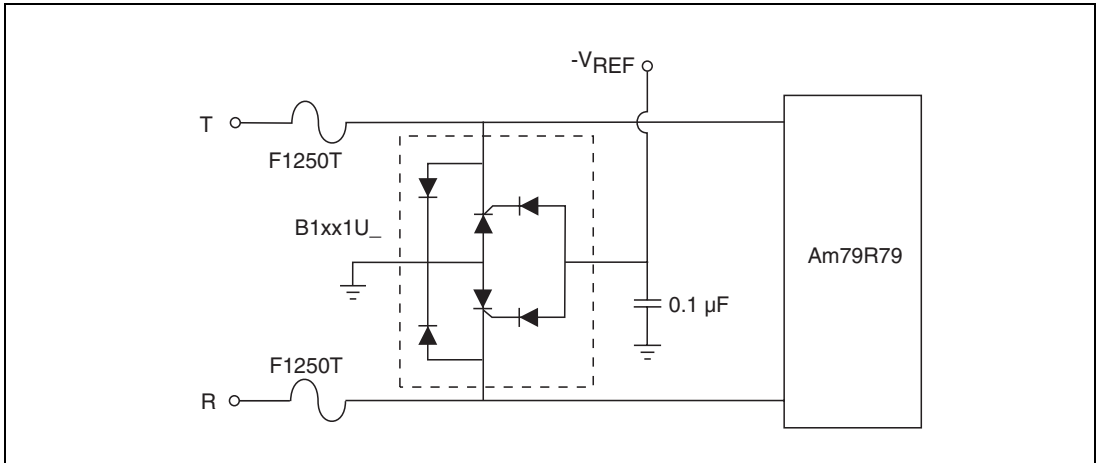 -VREF
T
F1250T
B1xx1U_
Am79R79
0.1 µF
F1250T
R